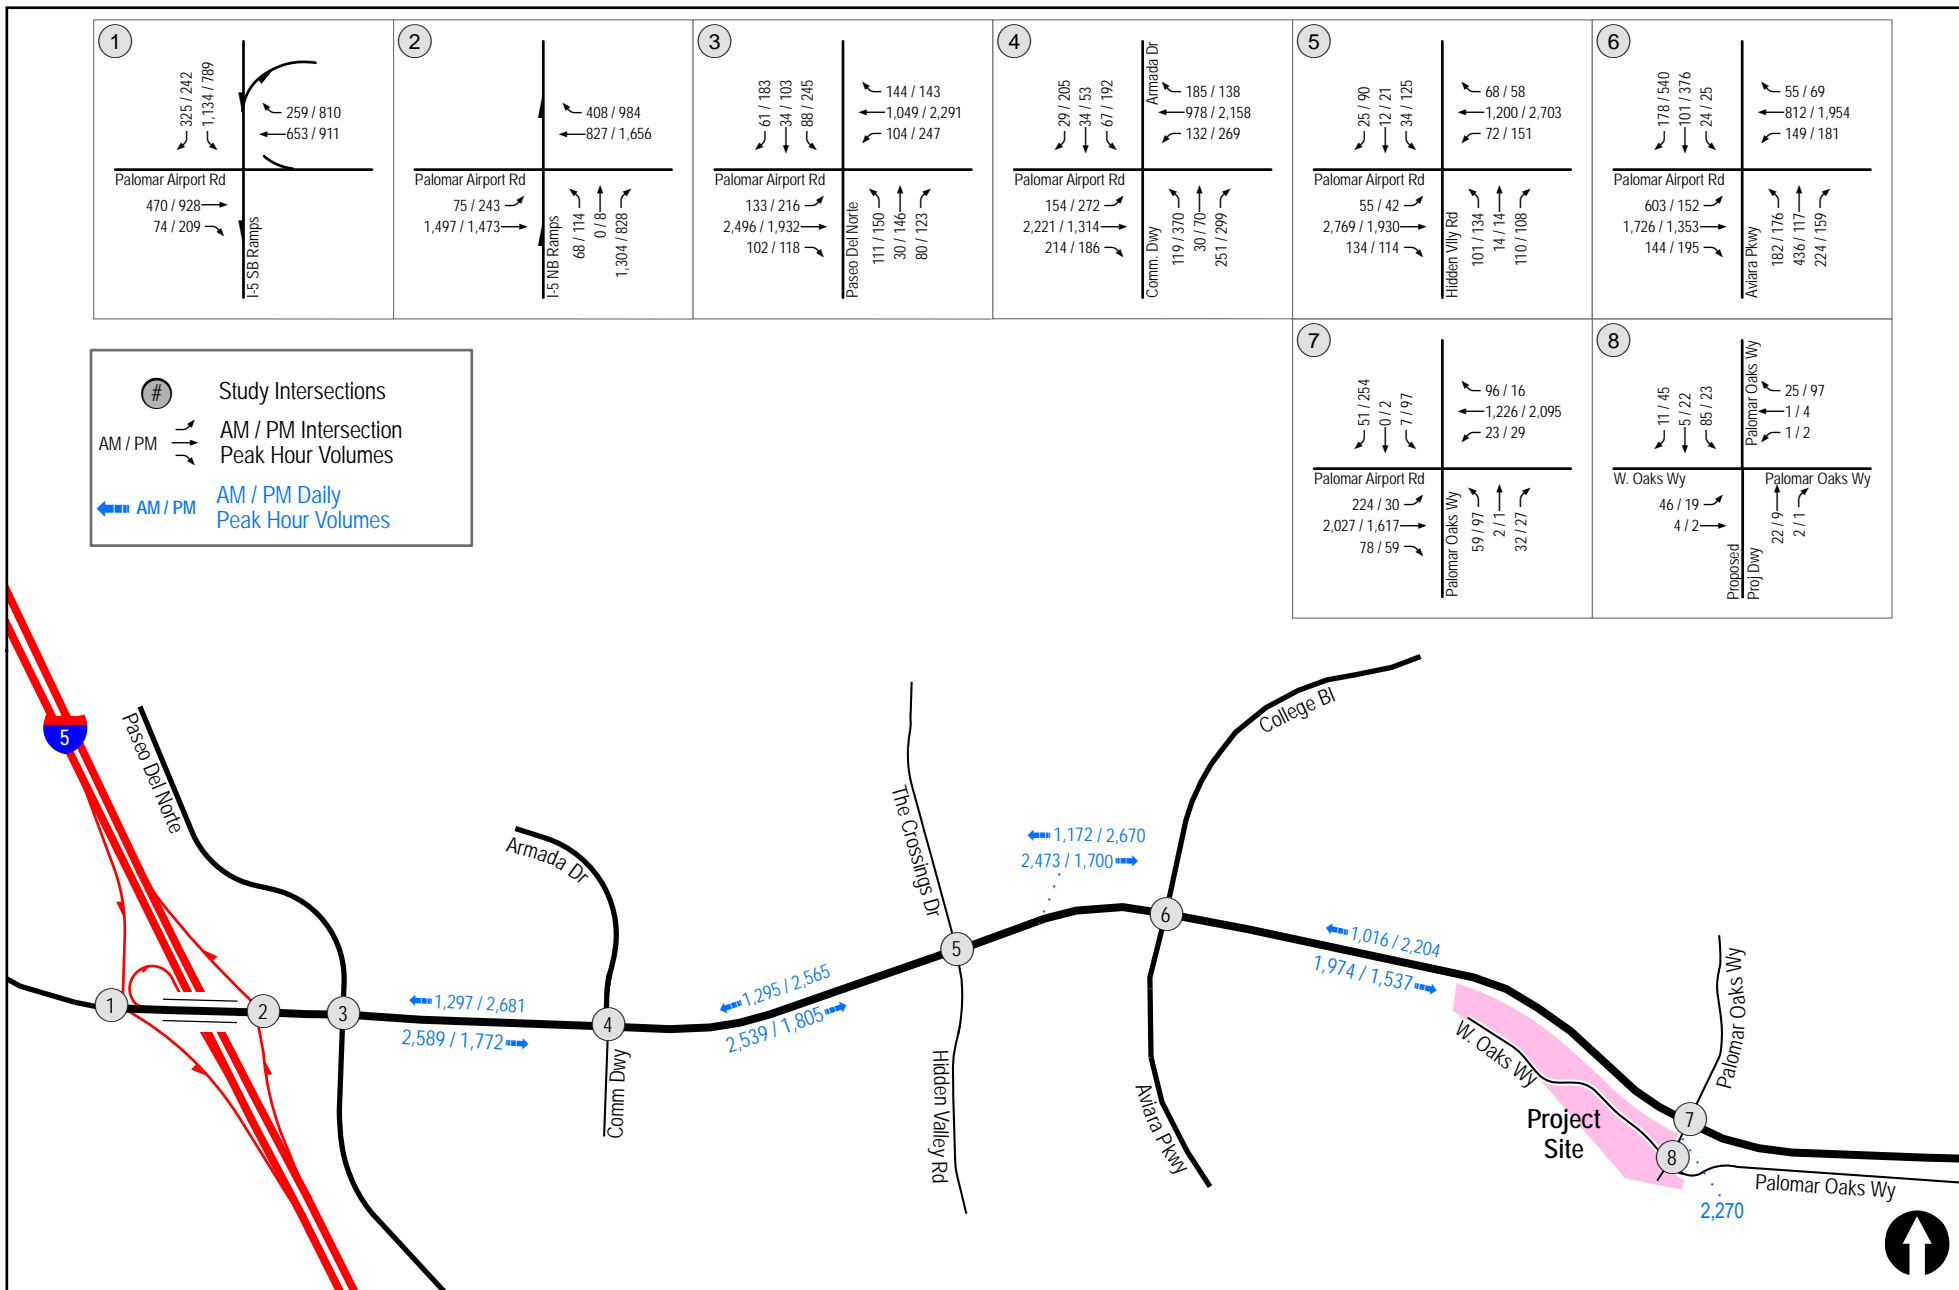 1
325 / 242
1,134 / 789
259 / 810
653 / 911
Palomar Airport Rd
470 / 928
74 / 209
I-5 SB Ramps
2
408 / 984
827 / 1,656
Palomar Airport Rd
75 / 243
1,497 / 1,473
I-5 NB Ramps
68 / 114
0 / 8
1,304 / 828
3
61 / 183
34 / 103
88 / 245
144 / 143
1,049 / 2,291
104 / 247
Palomar Airport Rd
133 / 216
2,496 / 1,932
102 / 118
Paseo Del Norte
111 / 150
30 / 146
80 / 123
4
29 / 205
34 / 53
67 / 192
Armada Dr
185 / 138
978 / 2,158
132 / 269
Palomar Airport Rd
154 / 272
2,221 / 1,314
214 / 186
Comm. Dwy
119 / 370
30 / 70
251 / 299
5
25 / 90
12 / 21
34 / 125
68 / 58
1,200 / 2,703
72 / 151
Palomar Airport Rd
55 / 42
2,769 / 1,930
134 / 114
Hidden Vlly Rd
101 / 134
14 / 14
110 / 108
6
178 / 540
101 / 376
24 / 25
55 / 69
812 / 1,954
149 / 181
Palomar Airport Rd
603 / 152
1,726 / 1,353
144 / 195
Aviara Pkwy
182 / 176
436 / 117
224 / 159
7
51 / 254
0 / 2
7 / 97
96 / 16
1,226 / 2,095
23 / 29
Palomar Airport Rd
224 / 30
2,027 / 1,617
78 / 59
Palomar Oaks Wy
59 / 97
2 / 1
32 / 27
8
11 / 45
5 / 22
85 / 23
Palomar Oaks Wy
25 / 97
1 / 4
1 / 2
W. Oaks Wy
Palomar Oaks Wy
46 / 19
4 / 2
Proposed
Proj Dwy
22 / 9
2 / 1
# Study Intersections
AM / PM
AM / PM Intersection
Peak Hour Volumes
AM / PM
AM / PM Daily
Peak Hour Volumes
5
Paseo Del Norte
Armada Dr
The Crossings Dr
College Bl
1,172 / 2,670
2,473 / 1,700
1,016 / 2,204
1,974 / 1,537
1,295 / 2,565
2,539 / 1,805
1,297 / 2,681
2,589 / 1,772
1
2
3
4
5
6
7
8
Comm Dwy
Hidden Valley Rd
Aviara Pkwy
W. Oaks Wy
Palomar Oaks Wy
Project
Site
Palomar Oaks Wy
2,270